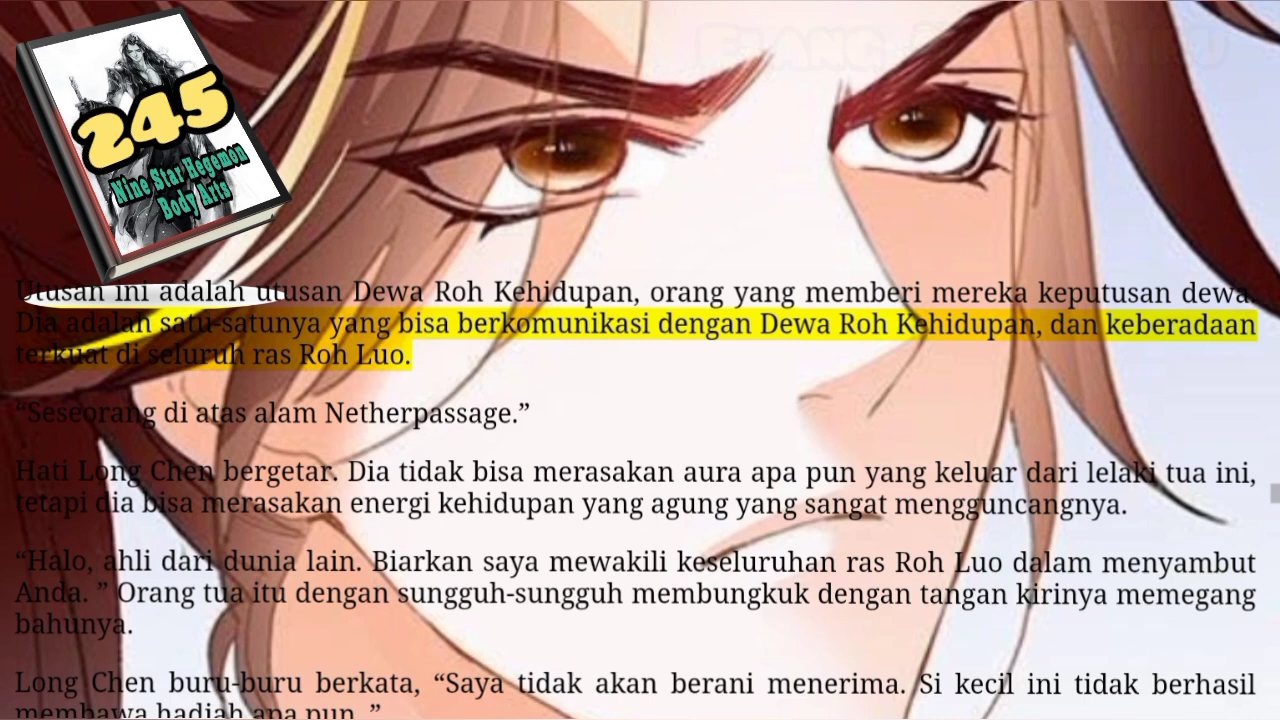 245
Nine Star Hegemon
Body Arts
Utusan ini adalah utusan Dewa Roh Kehidupan, orang yang memberi mereka keputusan dewa.
Dia adalah satu-satunya yang bisa berkomunikasi dengan Dewa Roh Kehidupan, dan keberadaan
terkuat di seluruh ras Roh Luo.
“Seseorang di atas alam Netherpassage.”
Hati Long Chen bergetar. Dia tidak bisa merasakan aura apa pun yang keluar dari lelaki tua ini,
tetapi dia bisa merasakan energi kehidupan yang agung yang sangat mengguncangnya.
“Halo, ahli dari dunia lain. Biarkan saya mewakili keseluruhan ras Roh Luo dalam menyambut
Anda. ” Orang tua itu dengan sungguh-sungguh membungkuk dengan tangan kirinya memegang
bahunya.
Long Chen buru-buru berkata, “Saya tidak akan berani menerima. Si kecil ini tidak berhasil
membawa hadiah apa pun. ”